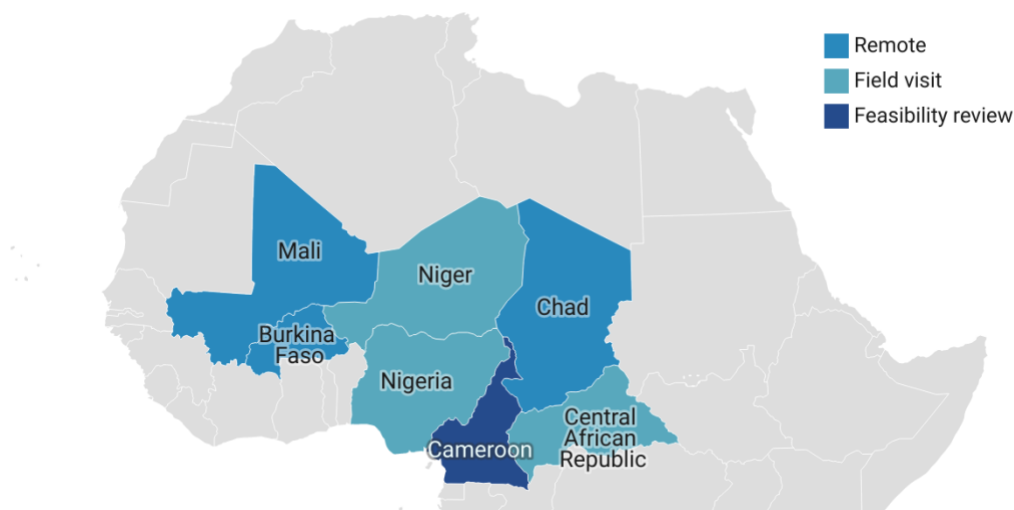 Remote
Field visit
Feasibility review
Mali
Niger
Chad
Burkina
Faso
Nigeria
Central
African
Republic
Cameroon